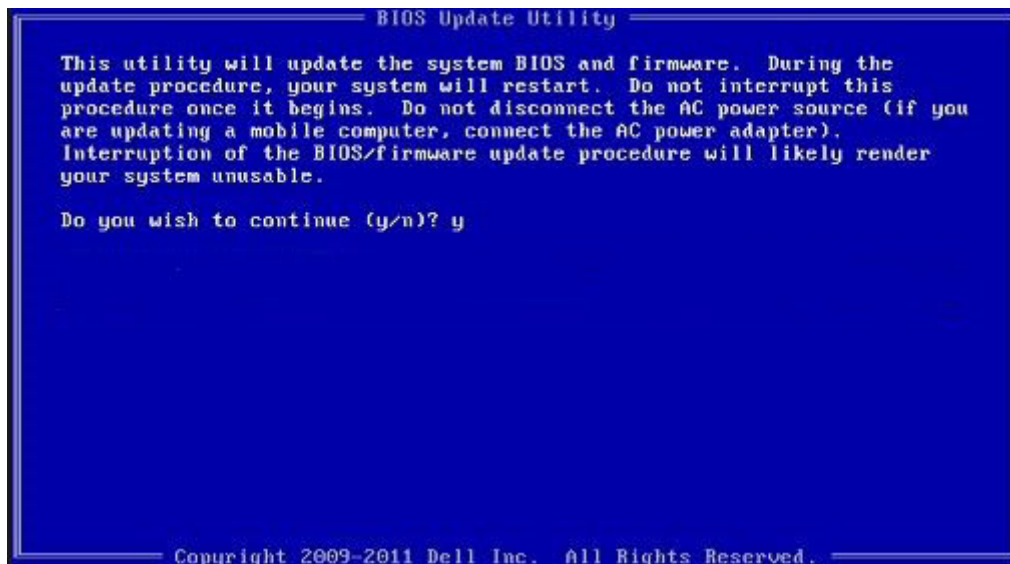 BIOS Update Utility
This utility will update the system BIOS and firmware. During the
update procedure, your system will restart. Do not interrupt this
procedure once it begins. Do not disconnect the AC power source (if you
are updating a mobile computer, connect the AC power adapter).
Interruption of the BIOS/firmware update procedure will likely render
your system unusable.
Do you wish to continue (y/n)? y
Copyright 2009-2011 Dell Inc. All Rights Reserved.